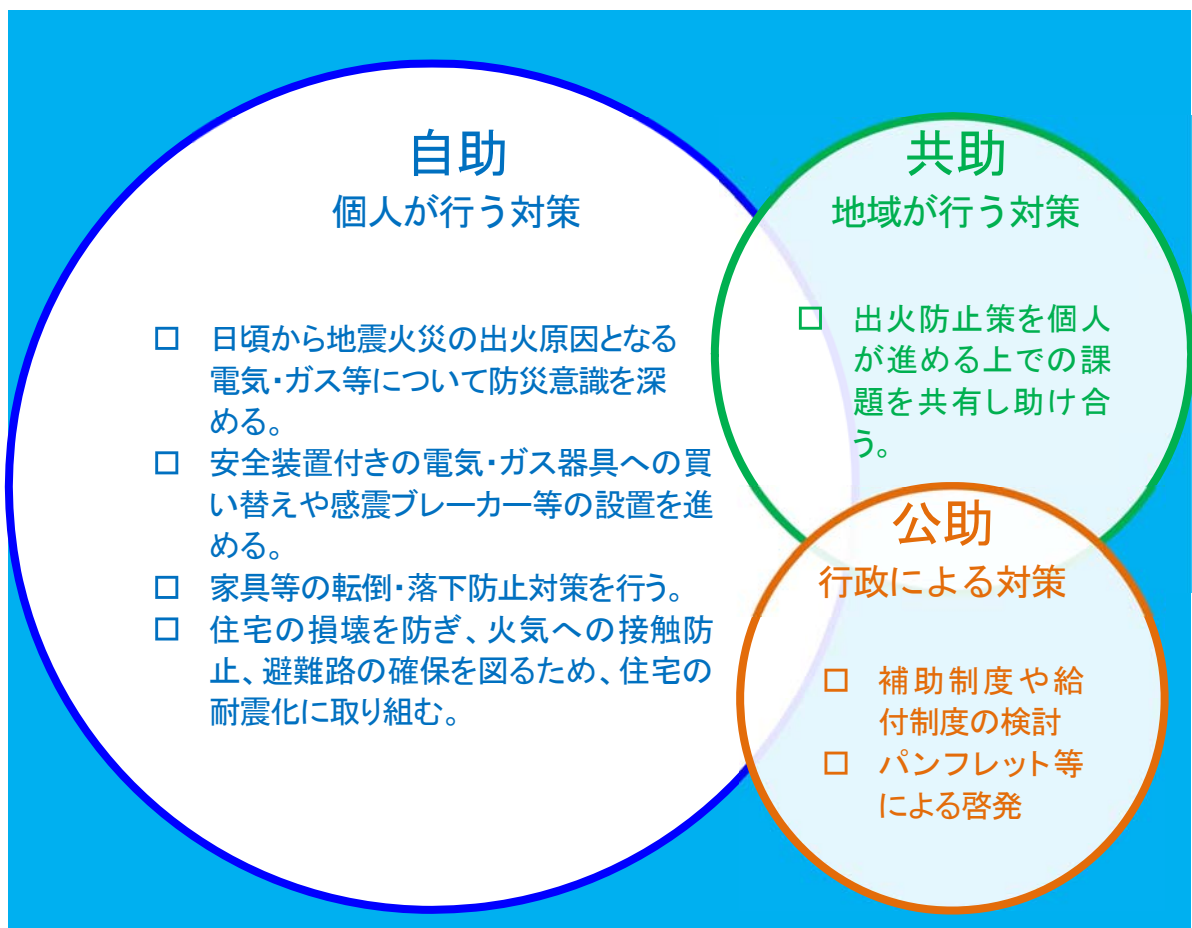 自助
個人が行う対策
□ 日頃から地震火災の出火原因となる
電気・ガス等について防災意識を深
める。
□ 安全装置付きの電気・ガス器具への買
い替えや感震ブレーカー等の設置を進
める。
□ 家具等の転倒・落下防止対策を行う。
□ 住宅の損壊を防ぎ、火気への接触防
止、避難路の確保を図るため、住宅の
耐震化に取り組む。
共助
地域が行う対策
□ 出火防止策を個人
が進める上での課
題を共有し助け合
う。
公助
行政による対策
□ 補助制度や給
付制度の検討
□ パンフレット等
による啓発